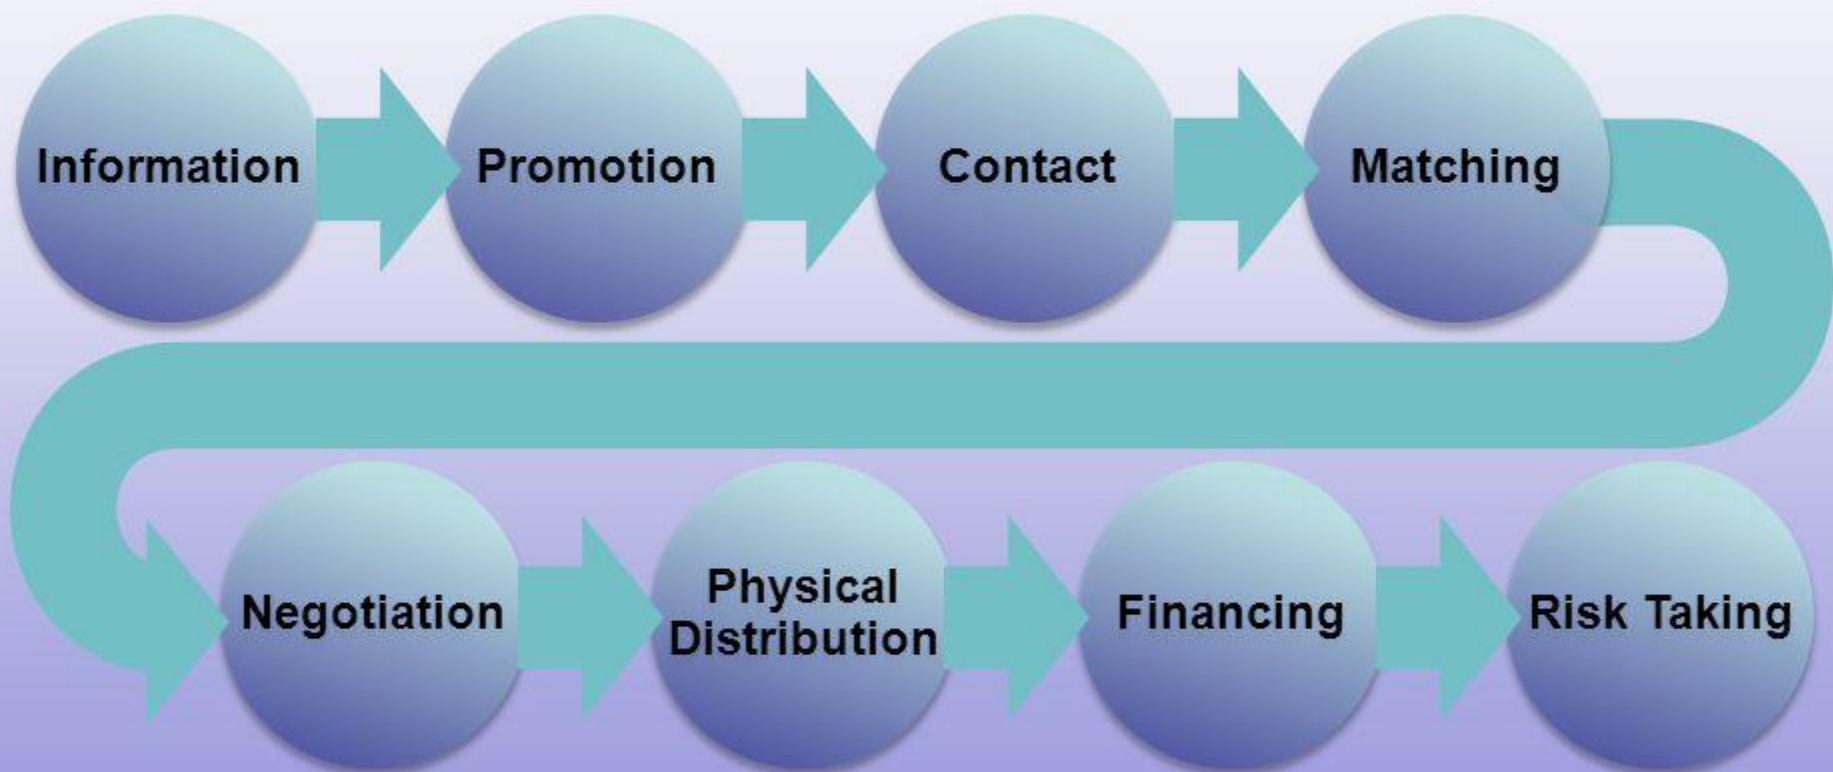 Information
Promotion
Contact
Matching
Negotiation
Physical
Distribution
Financing
Risk Taking